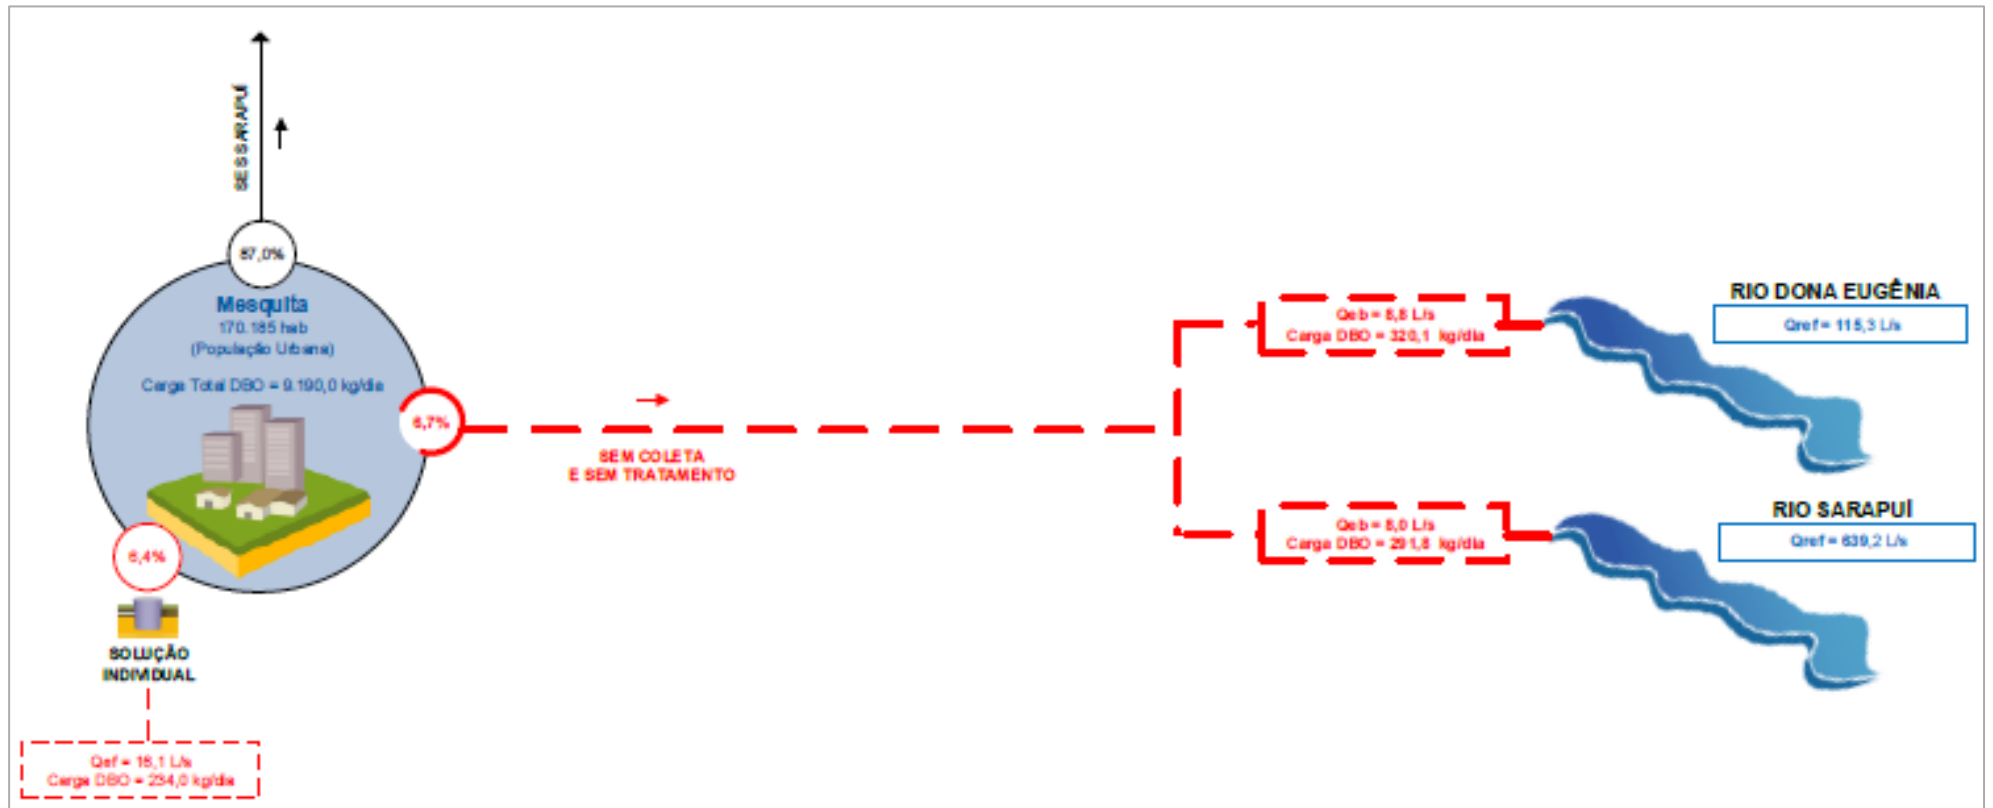 SES SARAPUÍ
87,0%
Mesquita
170.185 hab
(População Urbana)
Carga Total DBO = 9.190,0 kg/dia
6,7%
SEM COLETA
E SEM TRATAMENTO
6,4%
SOLUÇÃO
INDIVIDUAL
Qef = 16,1 L/s
Carga DBO = 234,0 kg/dia
Qeb = 8,8 L/s
Carga DBO = 320,1 kg/dia
RIO DONA EUGÊNIA
Qref = 115,3 L/s
Qeb = 8,0 L/s
Carga DBO = 291,8 kg/dia
RIO SARAPUÍ
Qref = 639,2 L/s